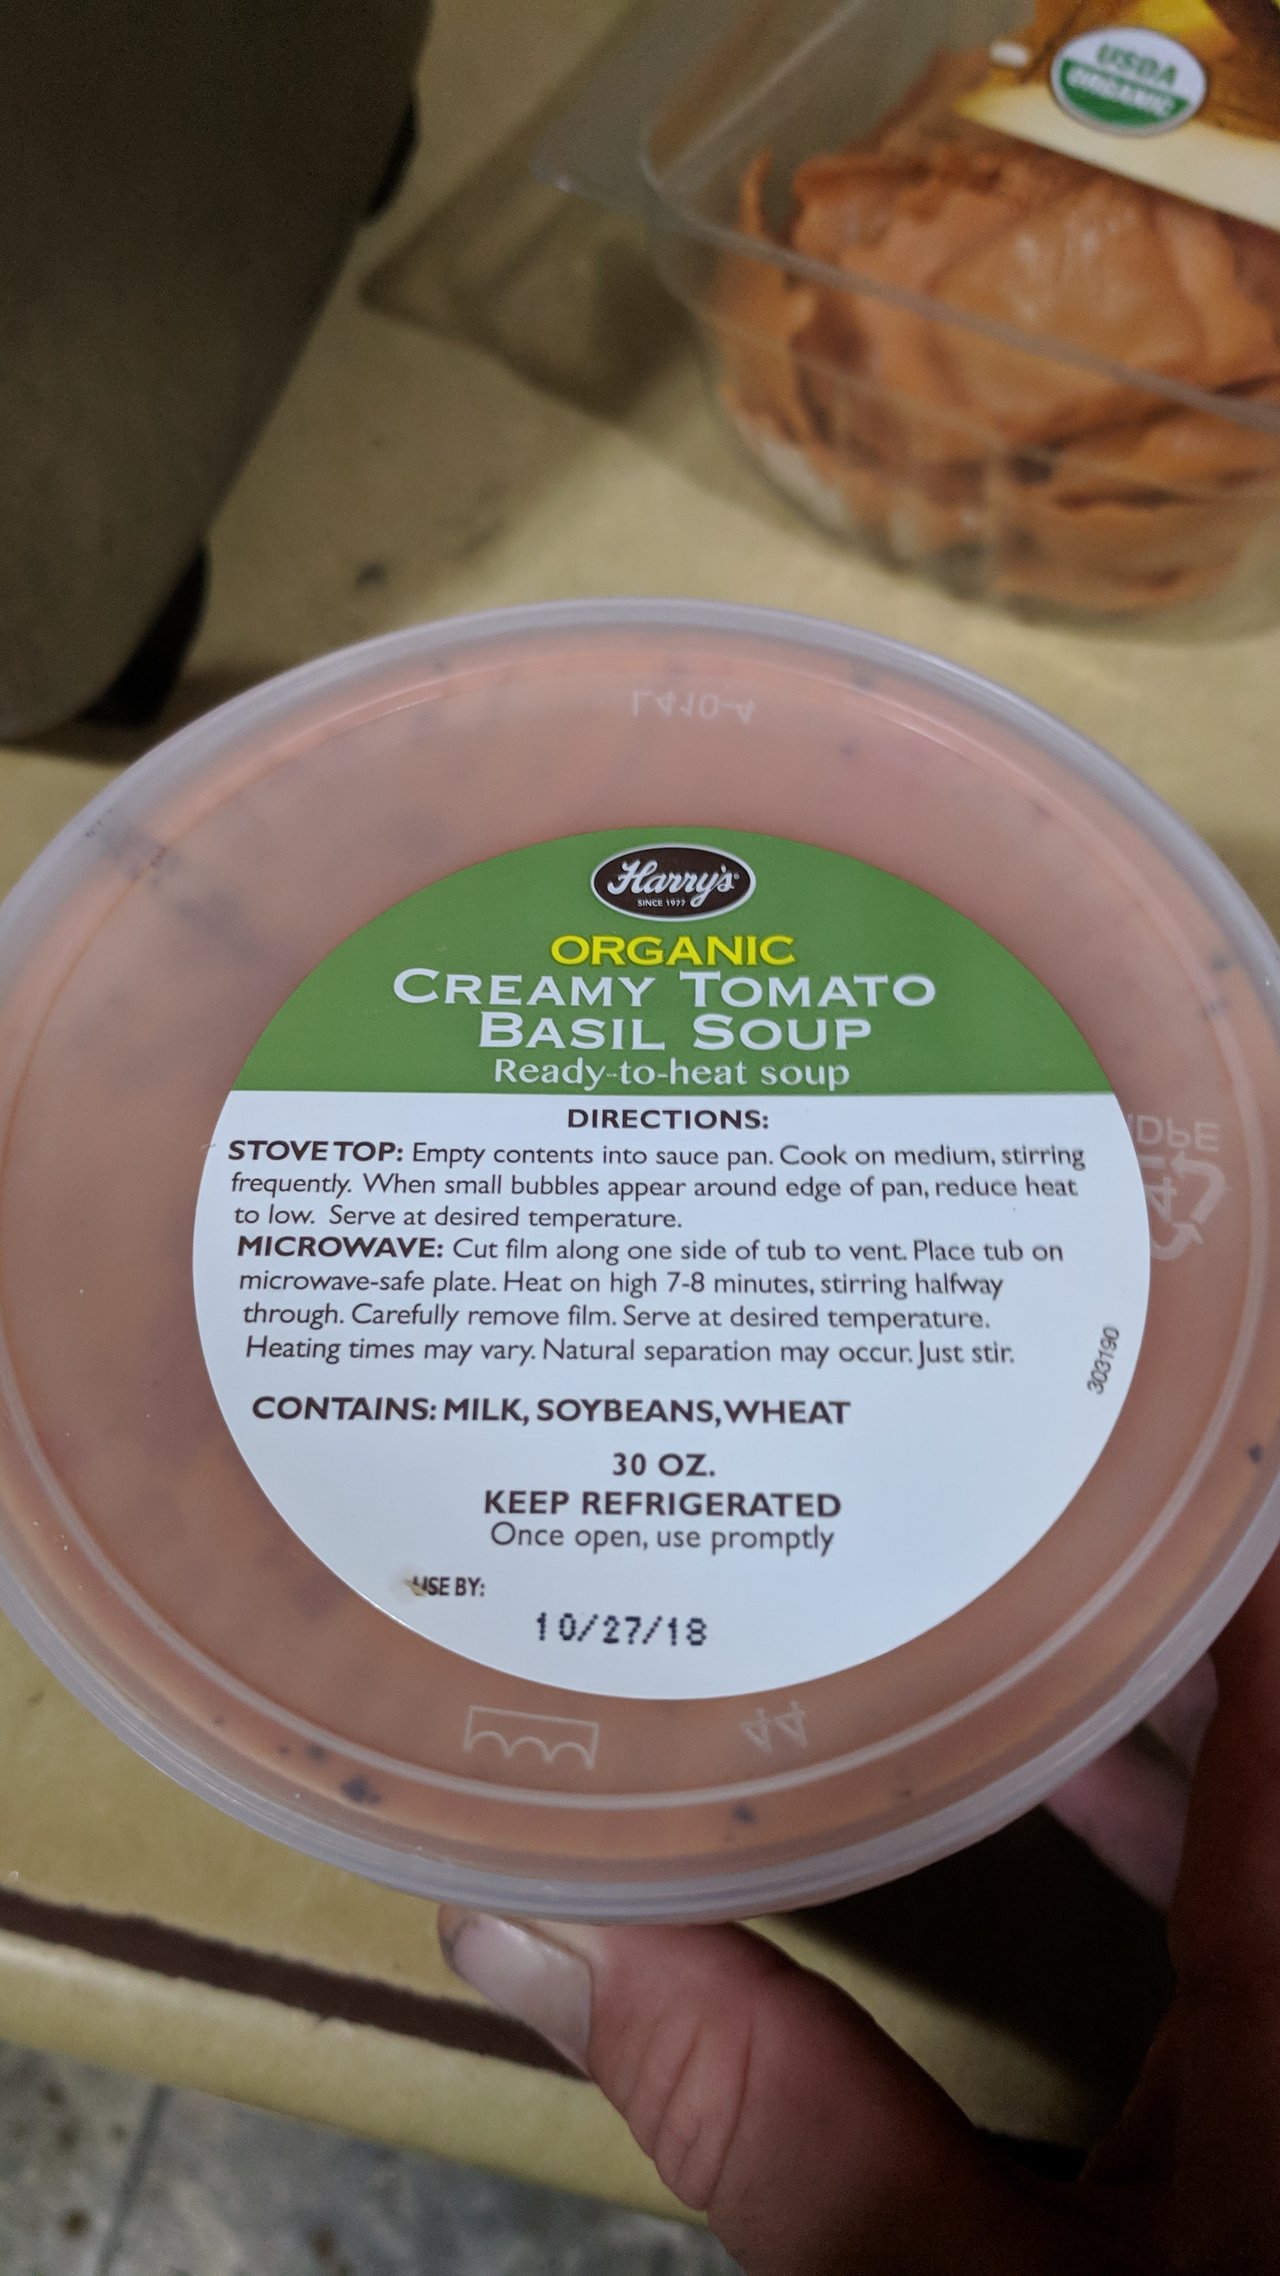 USDA
ORGANIC
L410-4
Harry's
SINCE 1977
ORGANIC
CREAMY TOMATO
BASIL SOUP
Ready-to-heat soup
DIRECTIONS:
STOVE TOP: Empty contents into sauce pan. Cook on medium, stirring
frequently. When small bubbles appear around edge of pan, reduce heat
to low. Serve at desired temperature.
MICROWAVE: Cut film along one side of tub to vent. Place tub on
microwave-safe plate. Heat on high 7-8 minutes, stirring halfway
through. Carefully remove film. Serve at desired temperature.
Heating times may vary. Natural separation may occur. Just stir.
303190
CONTAINS: MILK, SOYBEANS, WHEAT
30 OZ.
KEEP REFRIGERATED
Once open, use promptly
USE BY:
10/27/18
44
LDPE
4